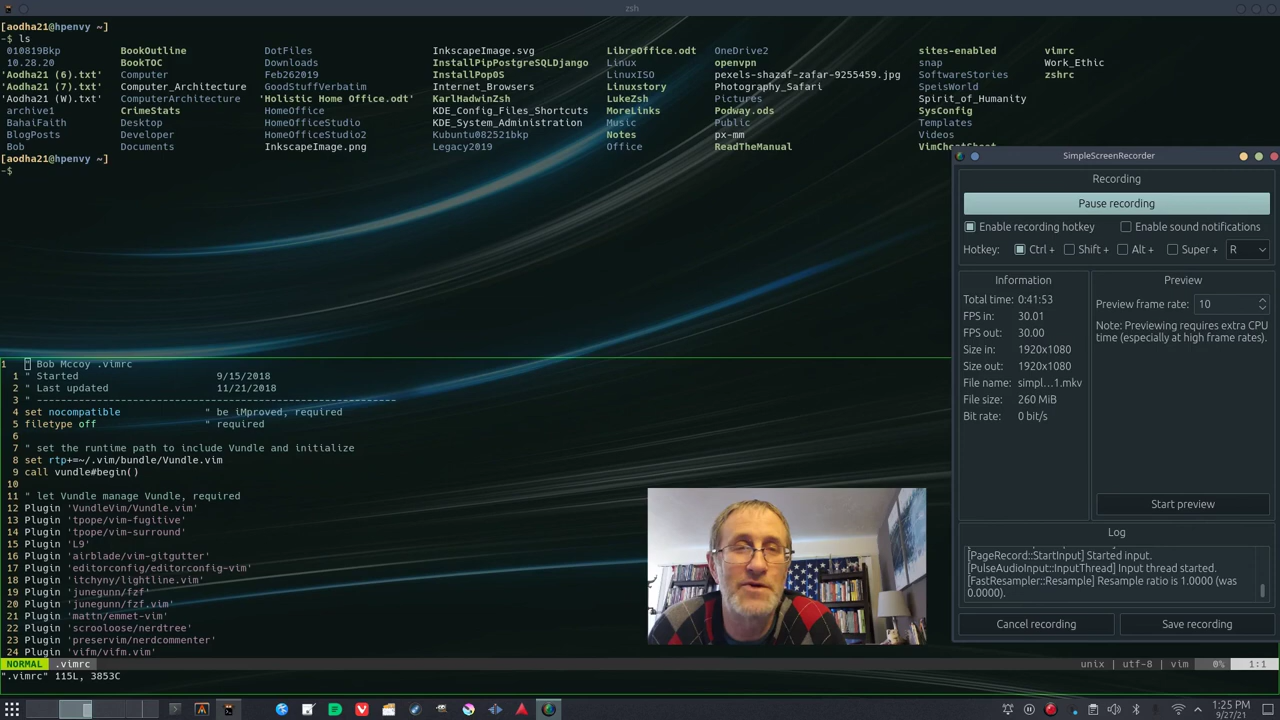 zsh
[aodha21@hpenvy ~]
~$ ls
010819Bkp BookOutline DotFiles InkscapeImage.svg LibreOffice.odt OneDrive2 sites-enabled vimrc
10.28.20 BookTOC Downloads InstallPipPostgreSQLDjango Linux openvpn snap Work_Ethic
'Aodha21 (6).txt' Computer Feb262019 InstallPopOS LinuxISO pexels-shazaf-zafar-9255459.jpg SoftwareStories zshrc
'Aodha21 (7).txt' Computer_Architecture GoodStuffVerbatim Internet_Browsers Linuxstory Photography_Safari SpeisWorld
'Aodha21 (W).txt' ComputerArchitecture 'Holistic Home Office.odt' KarlHadwinZsh LukeZsh Pictures Spirit_of_Humanity
archive1 CrimeStats HomeOffice KDE_Config_Files_Shortcuts MoreLinks Podway.ods SysConfig
BahaiFaith Desktop HomeOfficeStudio KDE_System_Administration Music Public Templates
BlogPosts Developer HomeOfficeStudio2 Kubuntu082521bkp Notes px-mm Videos
Bob Documents InkscapeImage.png Legacy2019 Office ReadTheManual VimCheatSheet
[aodha21@hpenvy ~]
~$
SimpleScreenRecorder
Recording
Pause recording
Enable recording hotkey Enable sound notifications
Hotkey: Ctrl + Shift + Alt + Super + R
Information
Total time: 0:41:53
FPS in: 30.01
FPS out: 30.00
Size in: 1920x1080
Size out: 1920x1080
File name: simpl...1.mkv
File size: 260 MiB
Bit rate: 0 bit/s
Preview
Preview frame rate: 10
Note: Previewing requires extra CPU
time (especially at high frame rates).
Start preview
Log
[PageRecord::StartInput] Started input.
[PulseAudioInput::InputThread] Input thread started.
[FastResampler::Resample] Resample ratio is 1.0000 (was
0.0000).
Cancel recording Save recording
1 " Bob Mccoy .vimrc
1 " Started 9/15/2018
2 " Last updated 11/21/2018
3 " ------------------------------------------------------------
4 set nocompatible " be iMproved, required
5 filetype off " required
6
7 " set the runtime path to include Vundle and initialize
8 set rtp+=~/.vim/bundle/Vundle.vim
9 call vundle#begin()
10
11 " let Vundle manage Vundle, required
12 Plugin 'VundleVim/Vundle.vim'
13 Plugin 'tpope/vim-fugitive'
14 Plugin 'tpope/vim-surround'
15 Plugin 'L9'
16 Plugin 'airblade/vim-gitgutter'
17 Plugin 'editorconfig/editorconfig-vim'
18 Plugin 'itchyny/lightline.vim'
19 Plugin 'junegunn/fzf'
20 Plugin 'junegunn/fzf.vim'
21 Plugin 'mattn/emmet-vim'
22 Plugin 'scrooloose/nerdtree'
23 Plugin 'preservim/nerdcommenter'
24 Plugin 'vifm/vifm.vim'
NORMAL .vimrc unix | utf-8 | vim 0% 1:1
".vimrc" 115L, 3853C
1:25 PM
9/27/21